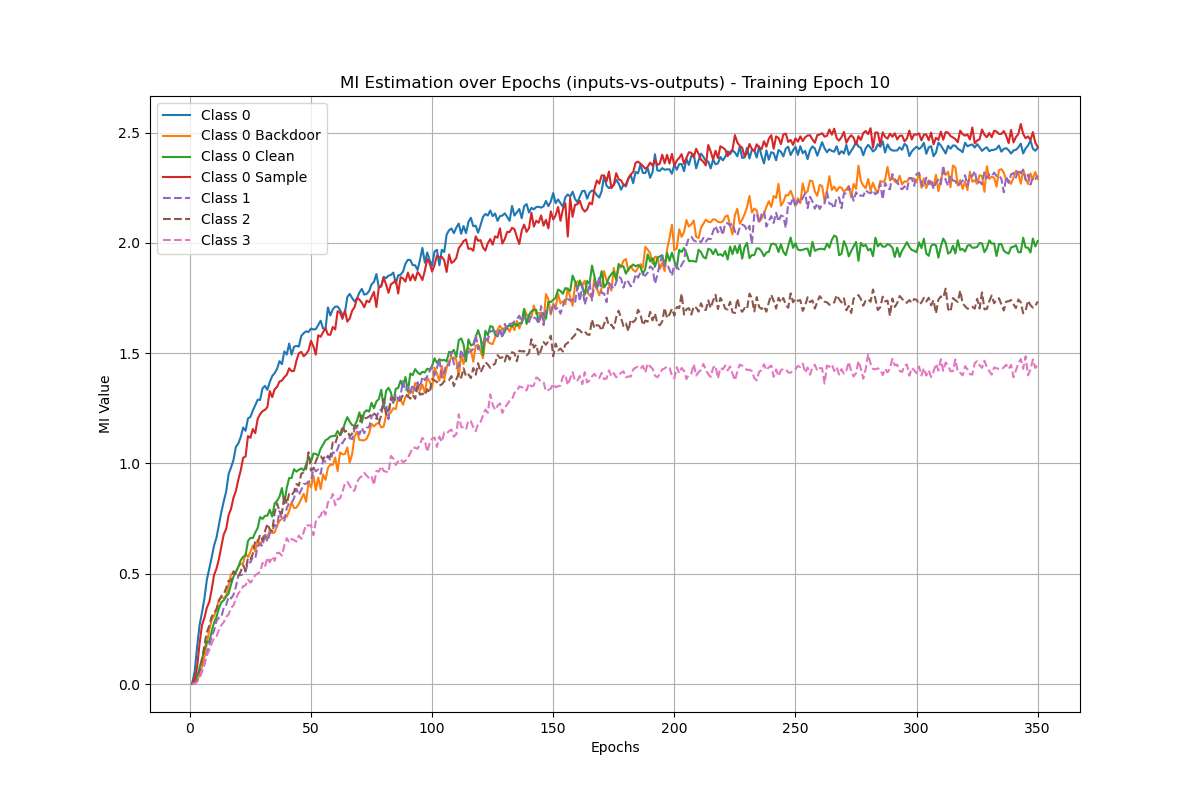 MI Estimation over Epochs (inputs-vs-outputs) - Training Epoch 10
Class 0
Class 0 Backdoor
Class 0 Clean
Class 0 Sample
Class 1
Class 2
Class 3
MI Value
2.5
2.0
1.5
1.0
0.5
0.0
0 50 100 150 200 250 300 350
Epochs